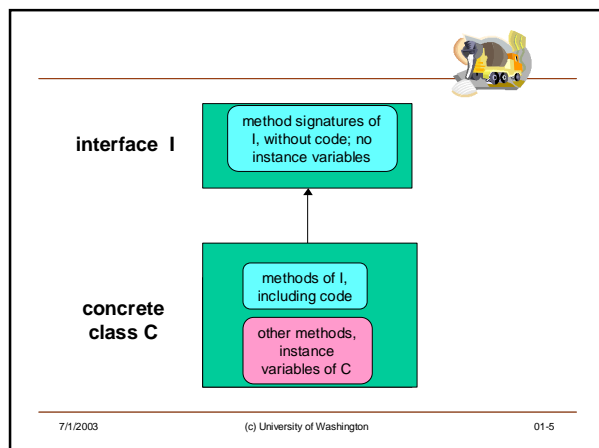 interface I
method signatures of
I, without code; no
instance variables
concrete
class C
methods of I,
including code
other methods,
instance
variables of C
7/1/2003
(c) University of Washington
01-5